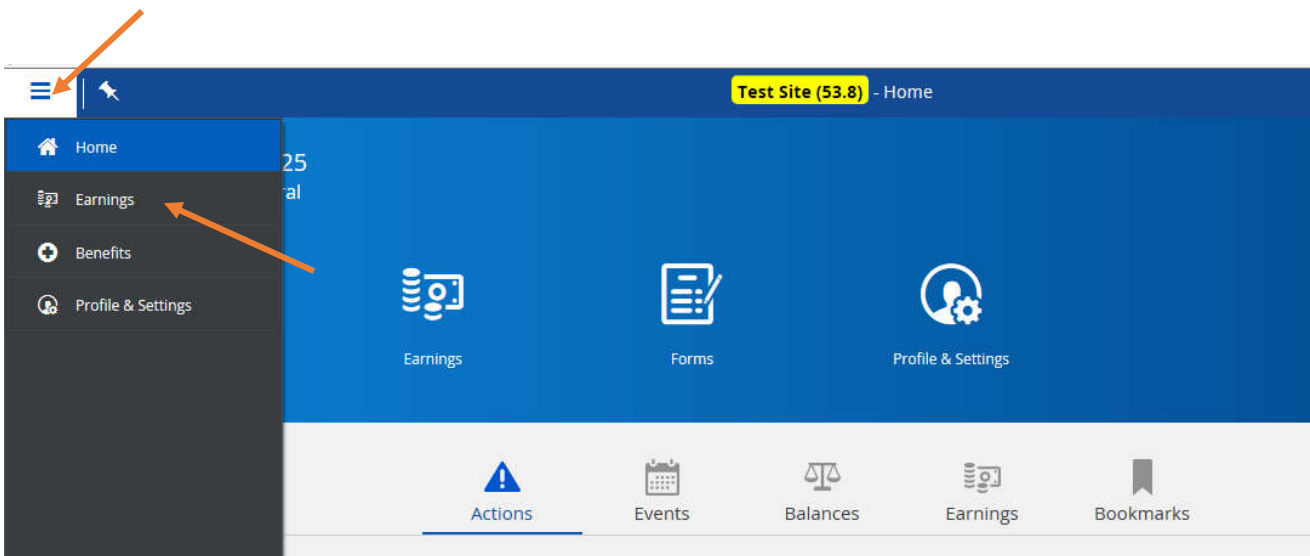 Test Site (53.8) - Home
Home
25
al
Earnings
Benefits
Profile & Settings
Earnings
Forms
Profile & Settings
Actions
Events
Balances
Earnings
Bookmarks